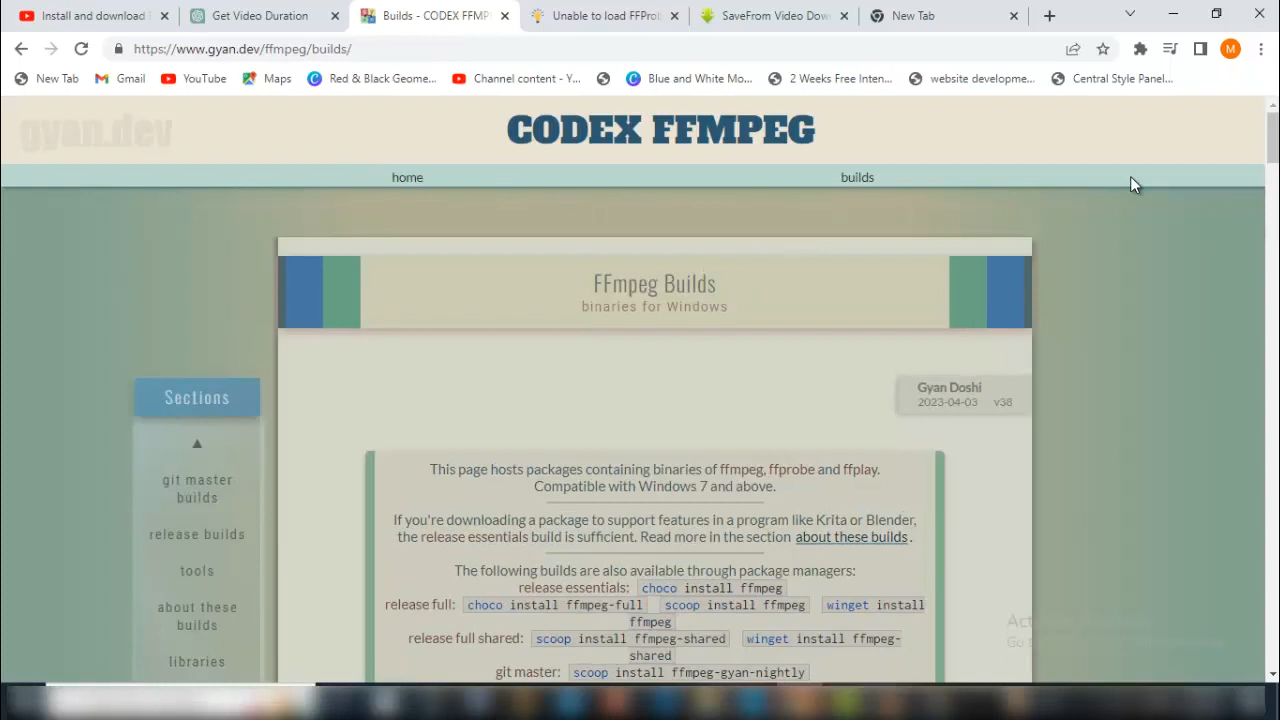 Install and download
Get Video Duration
Builds - CODEX FFMP
Unable to load FFProb
SaveFrom Video Dow
New Tab
https://www.gyan.dev/ffmpeg/builds/
M
New Tab
Gmail
YouTube
Maps
Red & Black Geome...
Channel content - Y...
Blue and White Mo...
2 Weeks Free Inten...
website developme...
Central Style Panel...
gyan.dev
CODEX FFMPEG
home
builds
FFmpeg Builds
binaries for Windows
Sections
Gyan Doshi
2023-04-03 v38
▲
git master
builds
release builds
tools
about these
builds
libraries
This page hosts packages containing binaries of ffmpeg, ffprobe and ffplay.
Compatible with Windows 7 and above.
If you're downloading a package to support features in a program like Krita or Blender,
the release essentials build is sufficient. Read more in the section about these builds.
The following builds are also available through package managers:
release essentials: choco install ffmpeg
release full: choco install ffmpeg-full scoop install ffmpeg winget install
ffmpeg
release full shared: scoop install ffmpeg-shared winget install ffmpeg-
shared
git master: scoop install ffmpeg-gyan-nightly